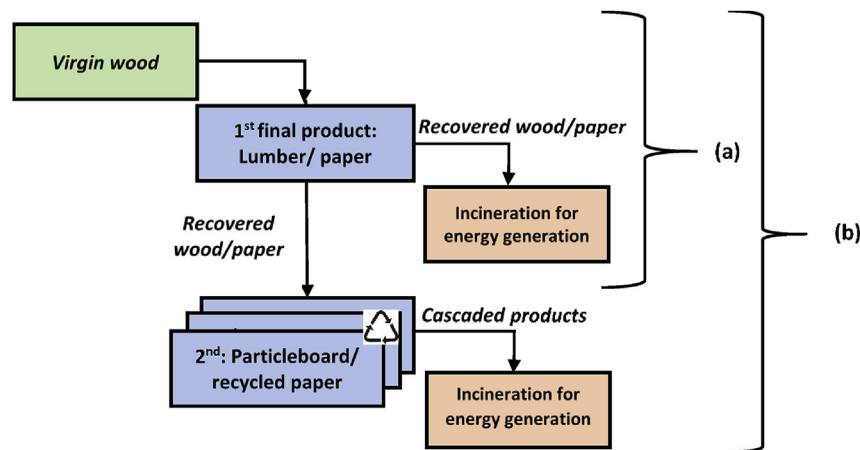 Virgin wood
1st final product:
Lumber/ paper
Recovered wood/paper
(a)
Incineration for
energy generation
Recovered
wood/paper
(b)
Cascaded products
2nd: Particleboard/
recycled paper
Incineration for
energy generation